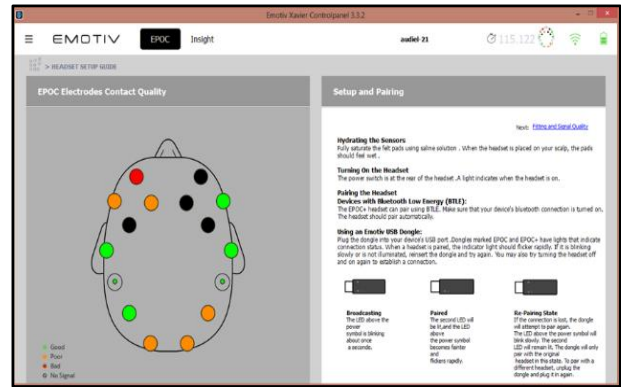 Emotiv Xavier Controlpanel 3.3.2
EMOTIV
EPOC
Insight
audiel-21
115.122
> HEADSET SETUP GUIDE
EPOC Electrodes Contact Quality
Good
Poor
Bad
No Signal
Setup and Pairing
Next: Fitting and Signal Quality
Hydrating the Sensors
Fully saturate the felt pads using saline solution . When the headset is placed on your scalp, the pads
should feel wet .
Turning On the Headset
The power switch is at the rear of the headset .A light indicates when the headset is on.
Pairing the Headset
Devices with Bluetooth Low Energy (BTLE):
The EPOC+ headset can pair using BTLE. Make sure that your device's bluetooth connection is turned on.
The headset should pair automatically.
Using an Emotiv USB Dongle:
Plug the dongle into your device's USB port .Dongles marked EPOC and EPOC+ have lights that indicate
connection status. When a headset is paired, the indicator light should flicker rapidly. If it is blinking
slowly or is not illuminated, reinsert the dongle and try again. You may also try turning the headset off
and on again to establish a connection.
Broadcasting
The LED above the
power
symbol is blinking
about once
a seconds.
Paired
The second LED will
be lit,and the LED
above
the power symbol
becomes fainter
and
flickers rapidly.
Re-Pairing State
If the connection is lost, the dongle
will attempt to pair again.
The LED above the power symbol will
blink slowly. The second
LED will remain lit. The dongle will only
pair with the original
headset in this state. To pair with a
different headset, unplug the
dongle and plug it in again.